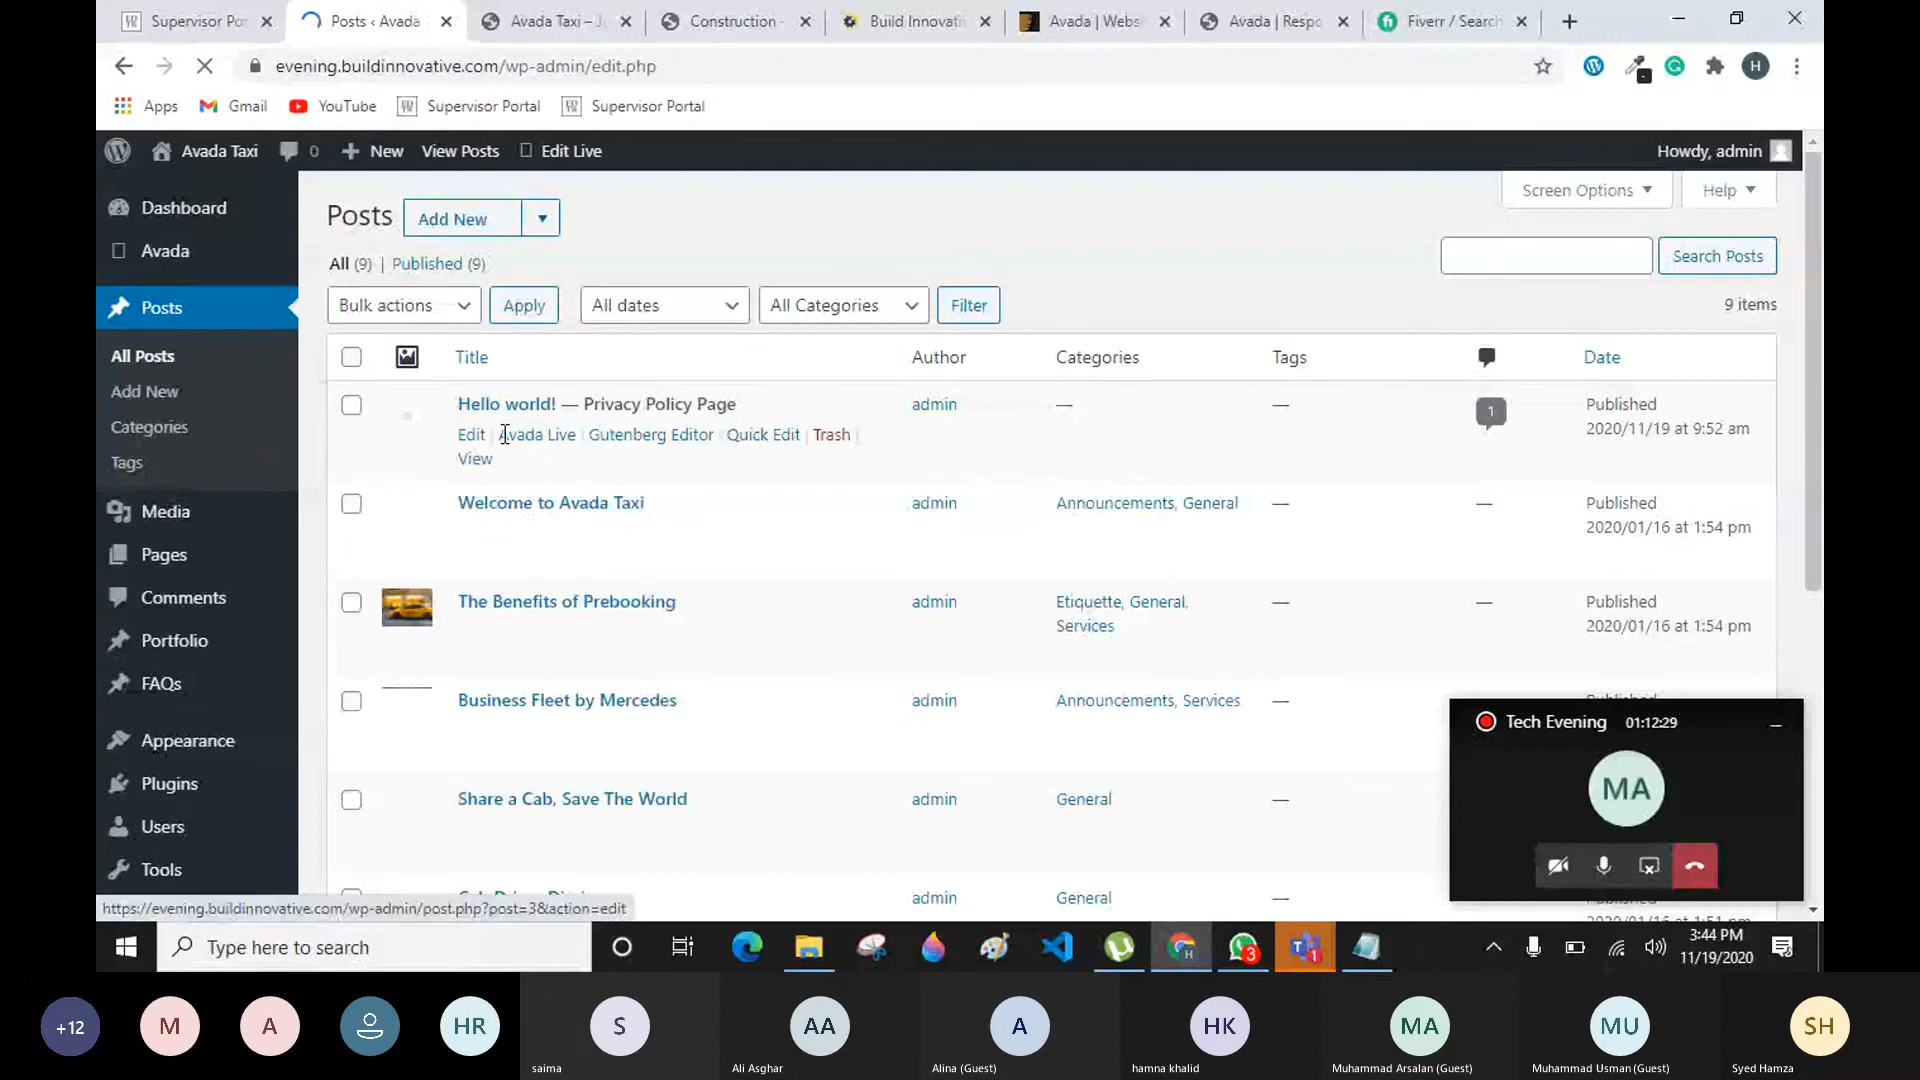 Supervisor Po
Posts ‹ Avada
Avada Taxi – J
Construction
Build Innovati
Avada | Webs
Avada | Respo
Fiverr / Search
evening.buildinnovative.com/wp-admin/edit.php
H
Apps
Gmail
YouTube
Supervisor Portal
Supervisor Portal
Avada Taxi
0
New
View Posts
Edit Live
Howdy, admin
Dashboard
Avada
Posts
All Posts
Add New
Categories
Tags
Media
Pages
Comments
Portfolio
FAQs
Appearance
Plugins
Users
Tools
Screen Options
Help
Posts
Add New
All (9) | Published (9)
Search Posts
Bulk actions
Apply
All dates
All Categories
Filter
9 items
Title
Author
Categories
Tags
Date
Hello world! — Privacy Policy Page
admin
—
—
1
Published
2020/11/19 at 9:52 am
Edit | Avada Live | Gutenberg Editor | Quick Edit | Trash |
View
Welcome to Avada Taxi
admin
Announcements, General
—
—
Published
2020/01/16 at 1:54 pm
The Benefits of Prebooking
admin
Etiquette, General,
Services
—
—
Published
2020/01/16 at 1:54 pm
Business Fleet by Mercedes
admin
Announcements, Services
—
Share a Cab, Save The World
admin
General
—
admin
General
—
Tech Evening
01:12:29
MA
https://evening.buildinnovative.com/wp-admin/post.php?post=3&action=edit
Type here to search
H
3
1
3:44 PM
11/19/2020
+12
M
A
HR
S
saima
AA
Ali Asghar
A
Alina (Guest)
HK
hamna khalid
MA
Muhammad Arsalan (Guest)
MU
Muhammad Usman (Guest)
SH
Syed Hamza